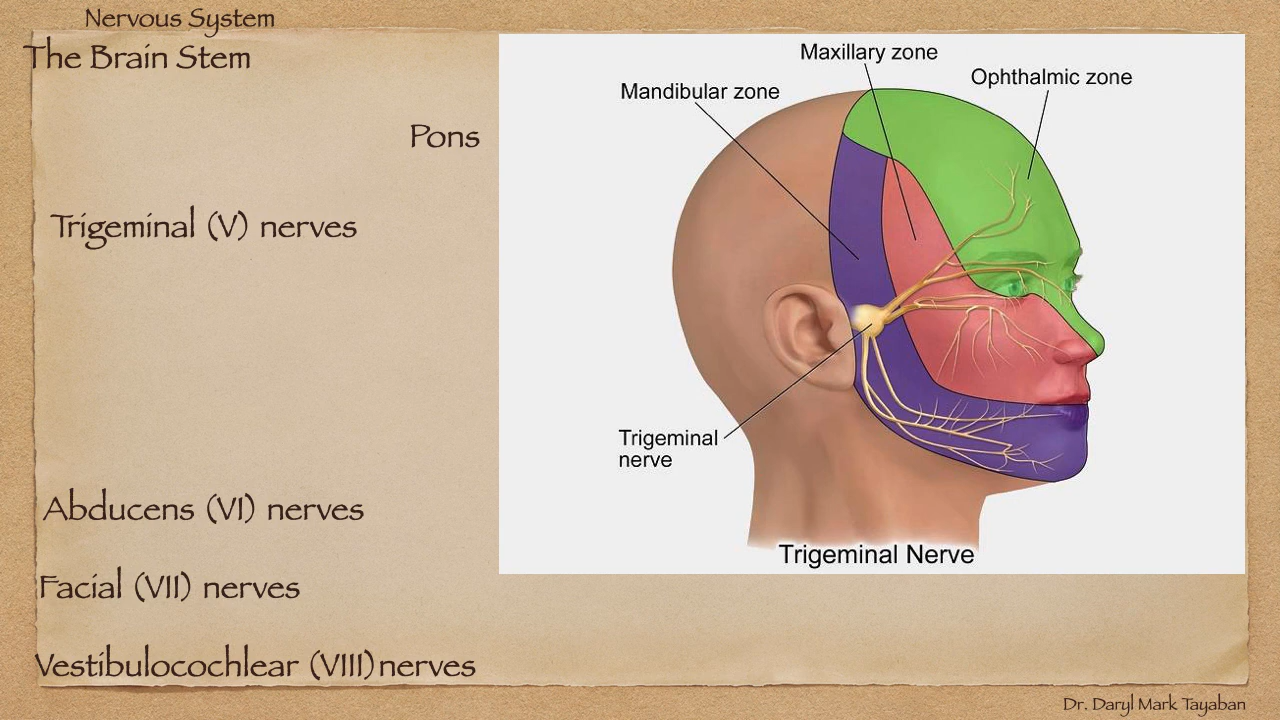 Nervous System
The Brain Stem
Pons
Trigeminal (V) nerves
Abducens (VI) nerves
Facial (VII) nerves
Vestibulocochlear (VIII) nerves
Maxillary zone
Ophthalmic zone
Mandibular zone
Trigeminal
nerve
Trigeminal Nerve
Dr. Daryl Mark Tayaban